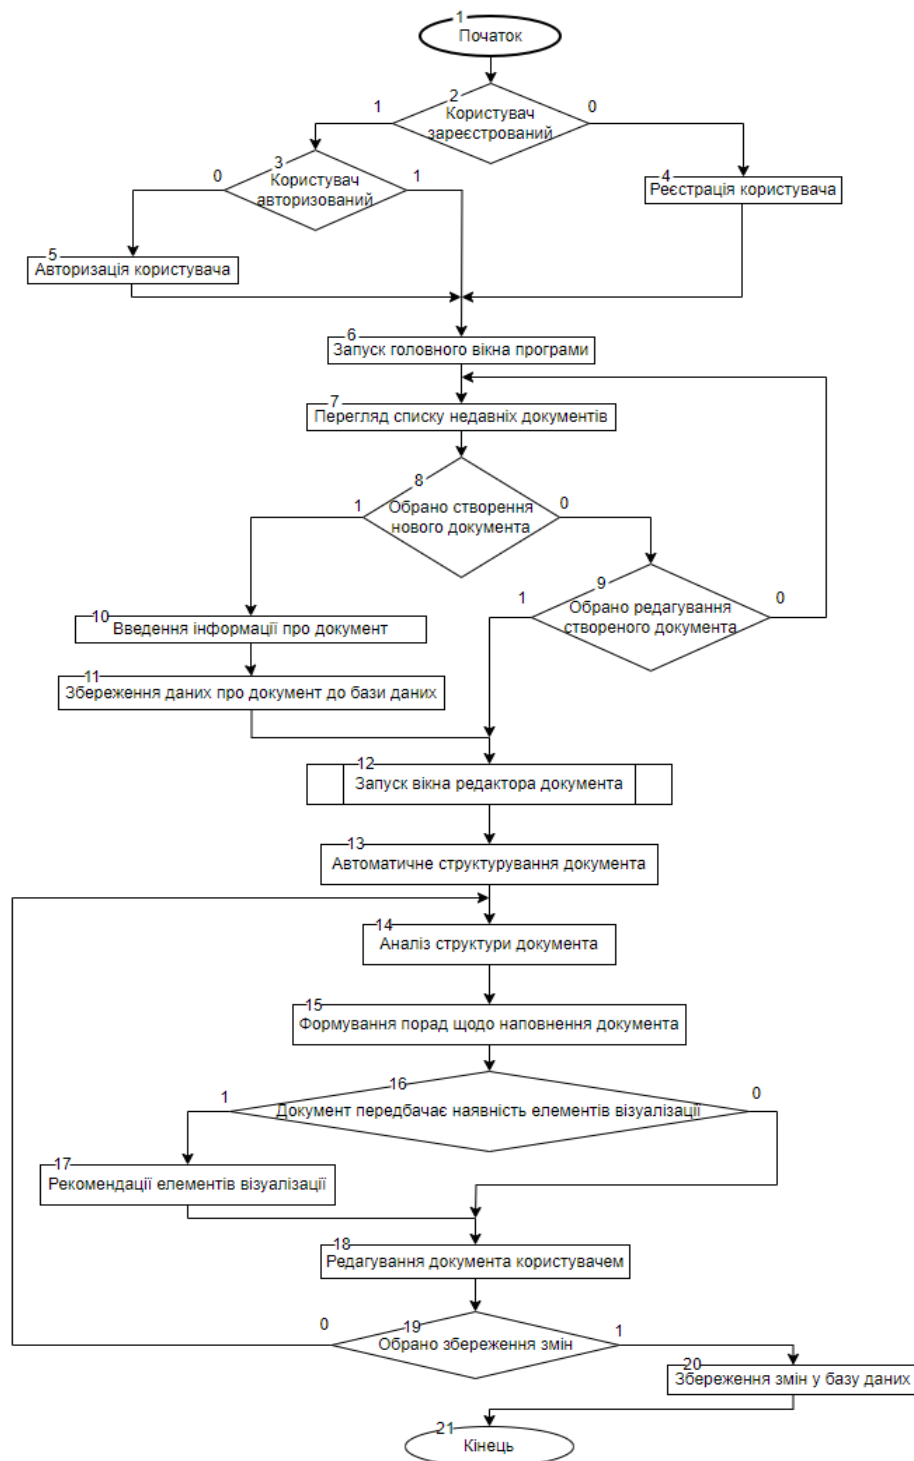 1
Початок
2
Користувач
зареєстрований
1
0
3
Користувач
авторизований
0
1
4
Реєстрація користувача
5
Авторизація користувача
6
Запуск головного вікна програми
7
Перегляд списку недавніх документів
8
Обрано створення
нового документа
1
0
9
Обрано редагування
створеного документа
1
0
10
Введення інформації про документ
11
Збереження даних про документ до бази даних
12
Запуск вікна редактора документа
13
Автоматичне структурування документа
14
Аналіз структури документа
15
Формування порад щодо наповнення документа
16
Документ передбачає наявність елементів візуалізації
1
0
17
Рекомендації елементів візуалізації
18
Редагування документа користувачем
19
Обрано збереження змін
0
1
20
Збереження змін у базу даних
21
Кінець